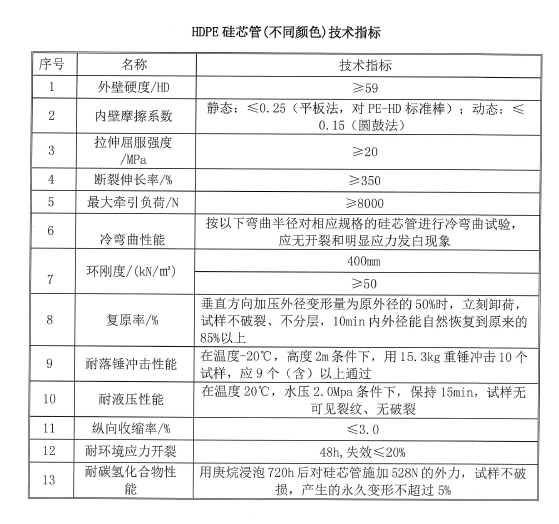 HDPE 硅芯管(不同颜色)技术指标
序号 名称 技术指标
1 外壁硬度/HD ≥59
2 内壁摩擦系数 静态：≤0.25（平板法，对 PE-HD 标准棒）；动态：≤
0.15（圆鼓法）
3 拉伸屈服强度
/MPa ≥20
4 断裂伸长率/% ≥350
5 最大牵引负荷/N ≥8000
6 冷弯曲性能 按以下弯曲半径对相应规格的硅芯管进行冷弯曲试验，
应无开裂和明显应力发白现象
400mm
7 环刚度/(kN/㎡) ≥50
8 复原率/% 垂直方向加压外径变形量为原外径的 50%时，立刻卸荷，
试样不破裂、不分层，10min 内外径能自然恢复到原来的
85%以上
9 耐落锤冲击性能 在温度-20℃，高度 2m 条件下，用 15.3kg 重锤冲击 10 个
试样，应 9 个（含）以上通过
10 耐液压性能 在温度 20℃，水压 2.0Mpa 条件下，保持 15min，试样无
可见裂纹、无破裂
11 纵向收缩率/% ≤3.0
12 耐环境应力开裂 48h,失效≤20%
13 耐碳氢化合物性
能 用庚烷浸泡 720h 后对硅芯管施加 528N 的外力，试样不破
损，产生的永久变形不超过 5%